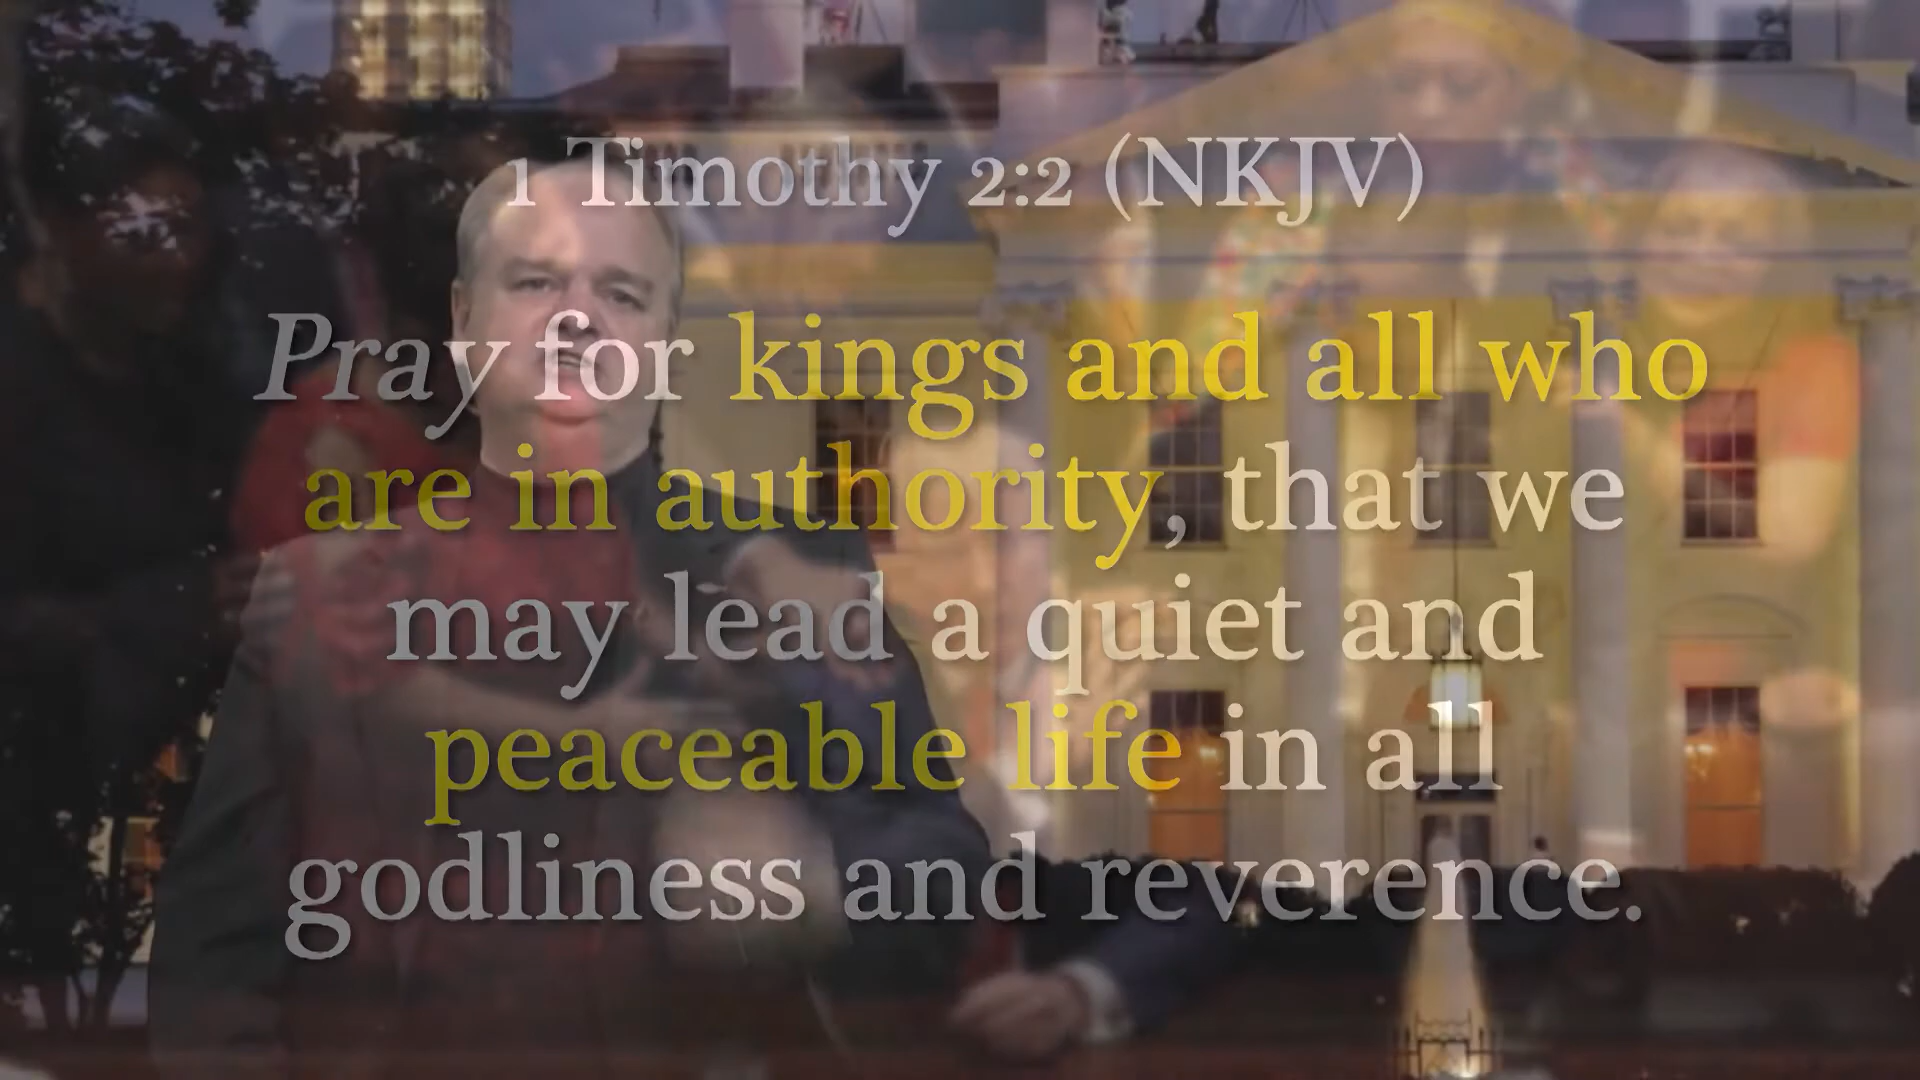 1 Timothy 2:2 (NKJV)
Pray for kings and all who
are in authority, that we
may lead a quiet and
peaceable life in all
godliness and reverence.